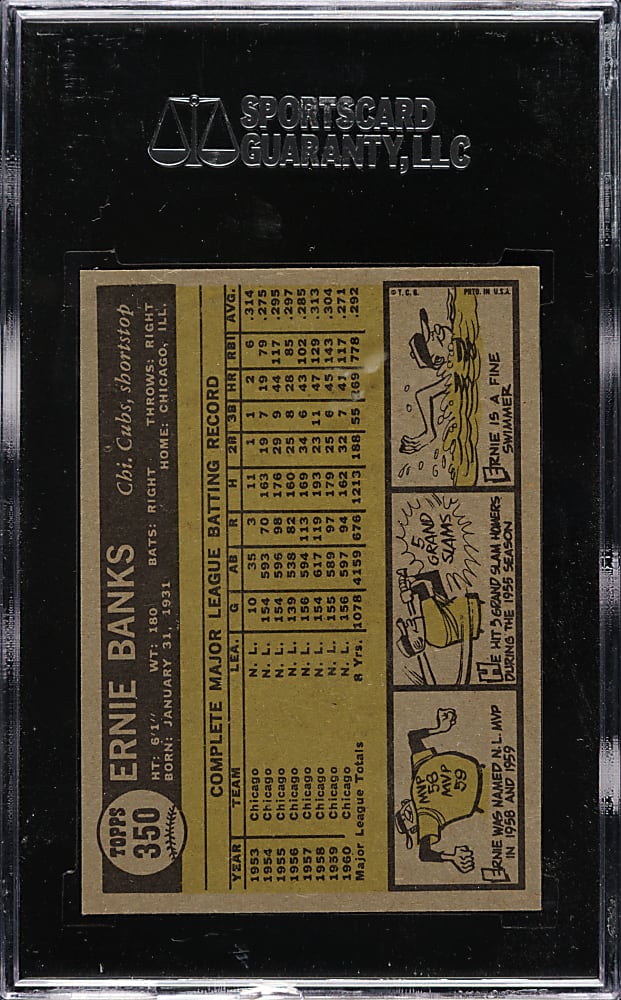 SPORTSCARD
GUARANTY, LLC
TOPPS
350
ERNIE BANKS Chi. Cubs, shortstop
HT: 6'1" WT: 180 BATS: RIGHT THROWS: RIGHT
BORN: JANUARY 31, 1931 HOME: CHICAGO, ILL.
COMPLETE MAJOR LEAGUE BATTING RECORD
YEAR TEAM LEA. G AB R H 2B 3B HR RBI AVG.
1953 Chicago N. L. 10 35 3 11 1 1 2 6 .314
1954 Chicago N. L. 154 593 70 163 19 7 19 79 .275
1955 Chicago N. L. 154 596 98 176 29 9 44 117 .295
1956 Chicago N. L. 139 538 82 160 25 8 28 85 .297
1957 Chicago N. L. 156 594 113 169 34 6 43 102 .285
1958 Chicago N. L. 154 617 119 193 23 11 47 129 .313
1959 Chicago N. L. 155 589 97 179 25 6 45 143 .304
1960 Chicago N. L. 156 597 94 162 32 7 41 117 .271
Major League Totals 8 Yrs. 1078 4159 676 1213 188 55 269 778 .292
MVP
58
MVP
59
ERNIE WAS NAMED N.L. MVP
IN 1958 AND 1959
5
GRAND
SLAMS
HE HIT 5 GRAND SLAM HOMERS
DURING THE 1955 SEASON
© T. C. G. PRTD. IN U.S.A.
ERNIE IS A FINE
SWIMMER